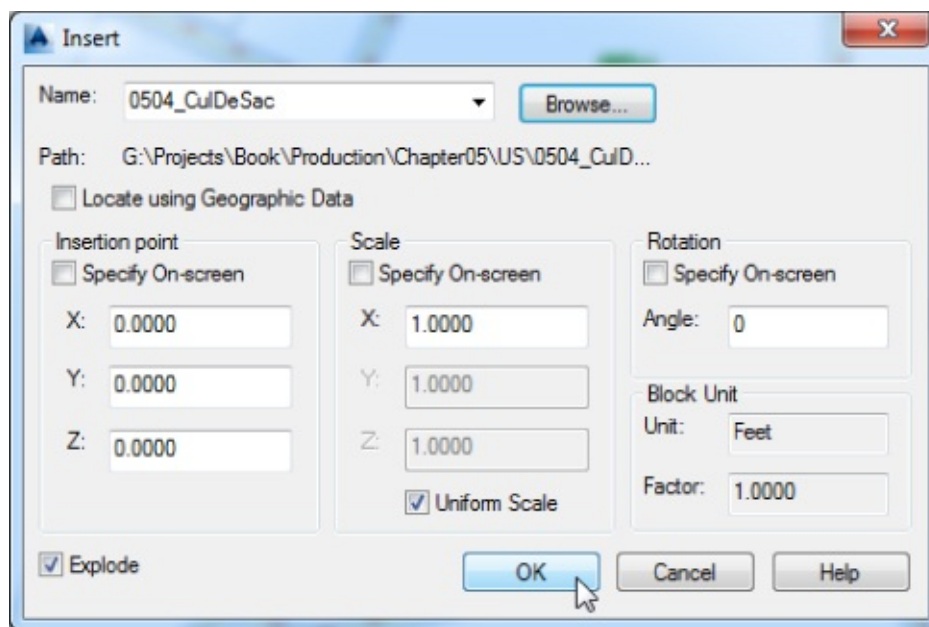 Insert
Name: 0504_CulDeSac Browse...
Path: G:\Projects\Book\Production\Chapter05\US\0504_CulD...
Locate using Geographic Data
Insertion point Scale Rotation
Specify On-screen Specify On-screen Specify On-screen
X: 0.0000 X: 1.0000 Angle: 0
Y: 0.0000 Y: 1.0000
Block Unit
Z: 0.0000 Z: 1.0000 Unit: Feet
Uniform Scale Factor: 1.0000
Explode OK Cancel Help